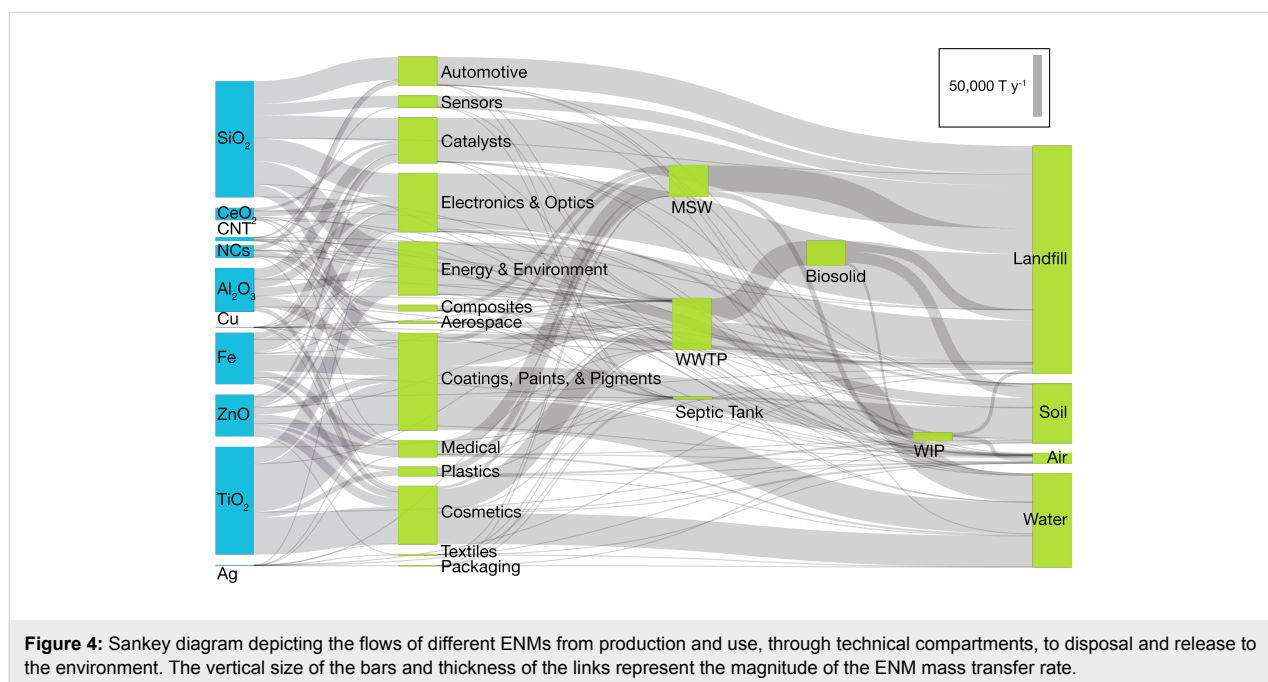 50,000 T y⁻¹
SiO₂
CeO₂
CNT
NCs
Al₂O₃
Cu
Fe
ZnO
TiO₂
Ag
Automotive
Sensors
Catalysts
Electronics & Optics
Energy & Environment
Composites
Aerospace
Coatings, Paints, & Pigments
Medical
Plastics
Cosmetics
Textiles
Packaging
MSW
WWTP
Septic Tank
Biosolid
WIP
Landfill
Soil
Air
Water
Figure 4: Sankey diagram depicting the flows of different ENMs from production and use, through technical compartments, to disposal and release to
the environment. The vertical size of the bars and thickness of the links represent the magnitude of the ENM mass transfer rate.